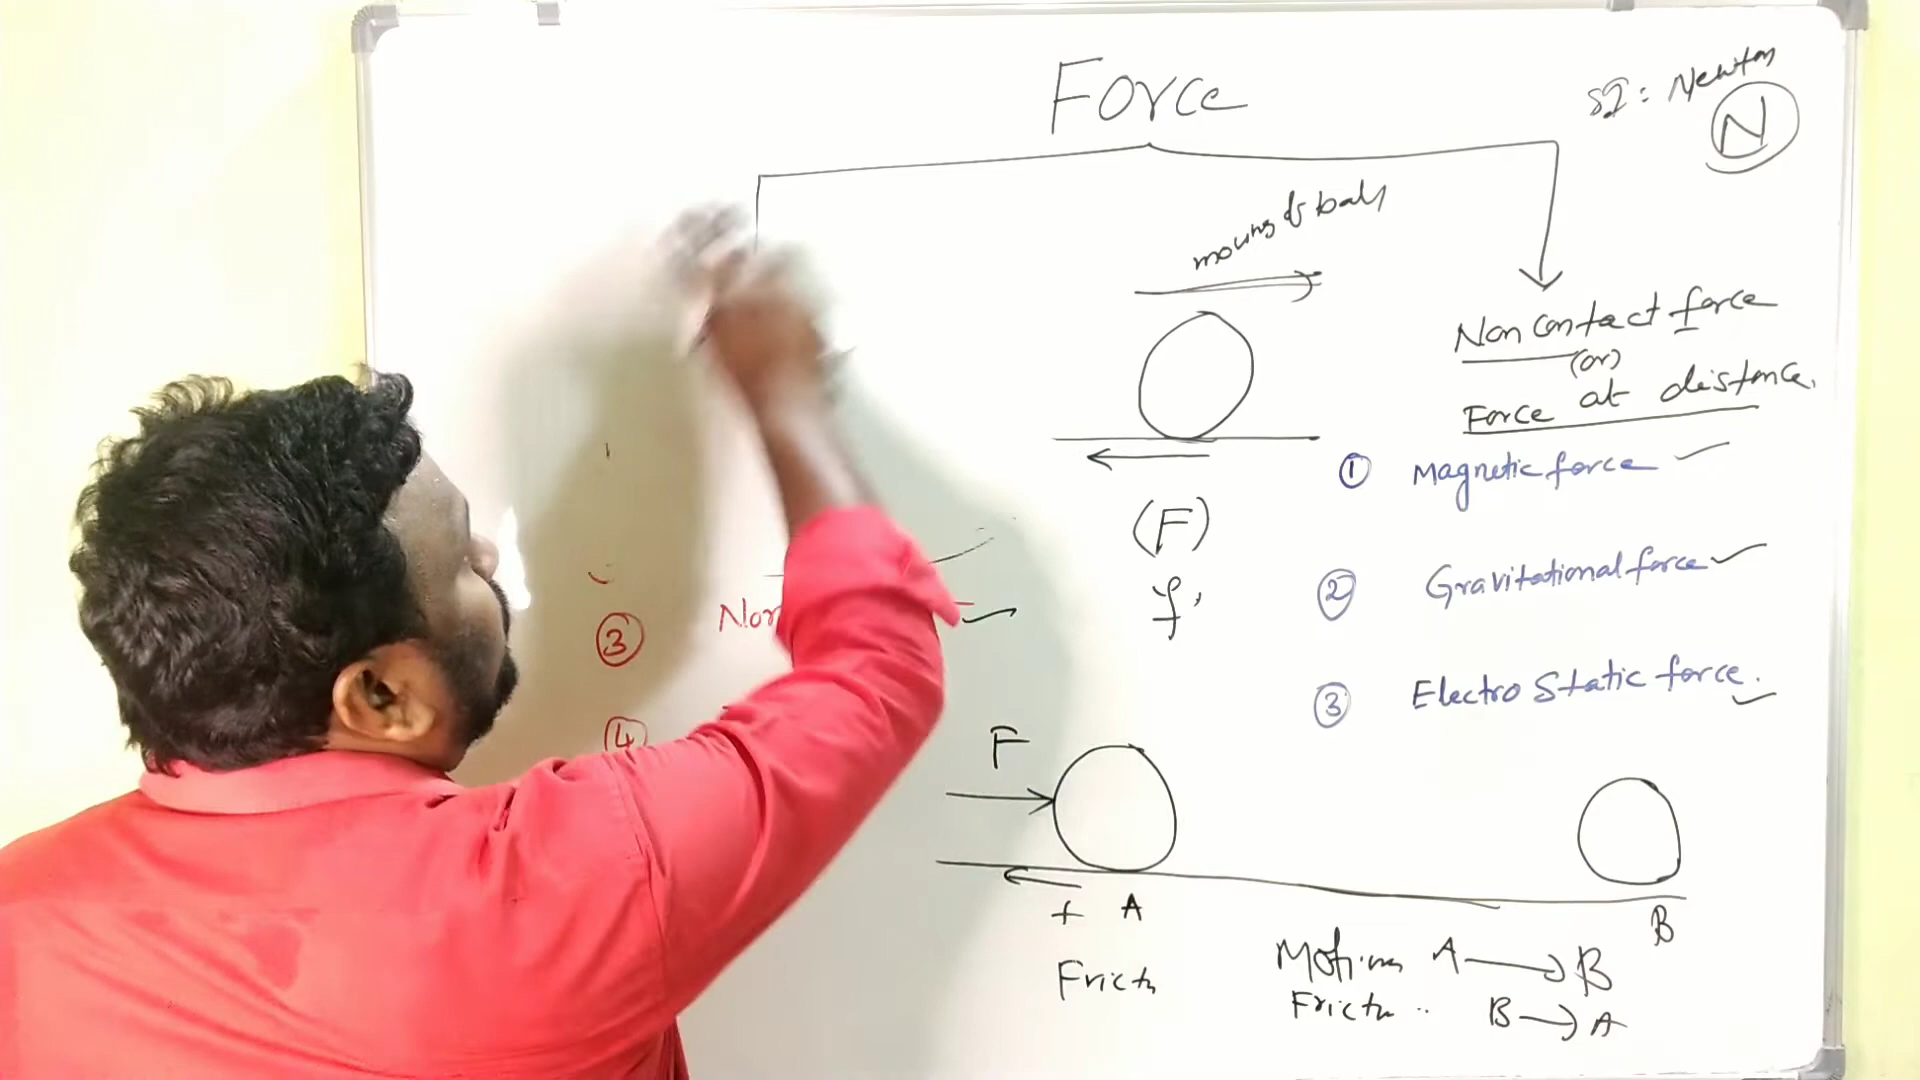 Force
SI: Newton
N
moving of ball
Non contact force
(or)
Force at distance.
① Magnetic force
(F)
f,
② Gravitational force
③ Nor
③ Electro Static force.
④
F
f A
B
Frictn
Motion A → B
Frictn .. B → A